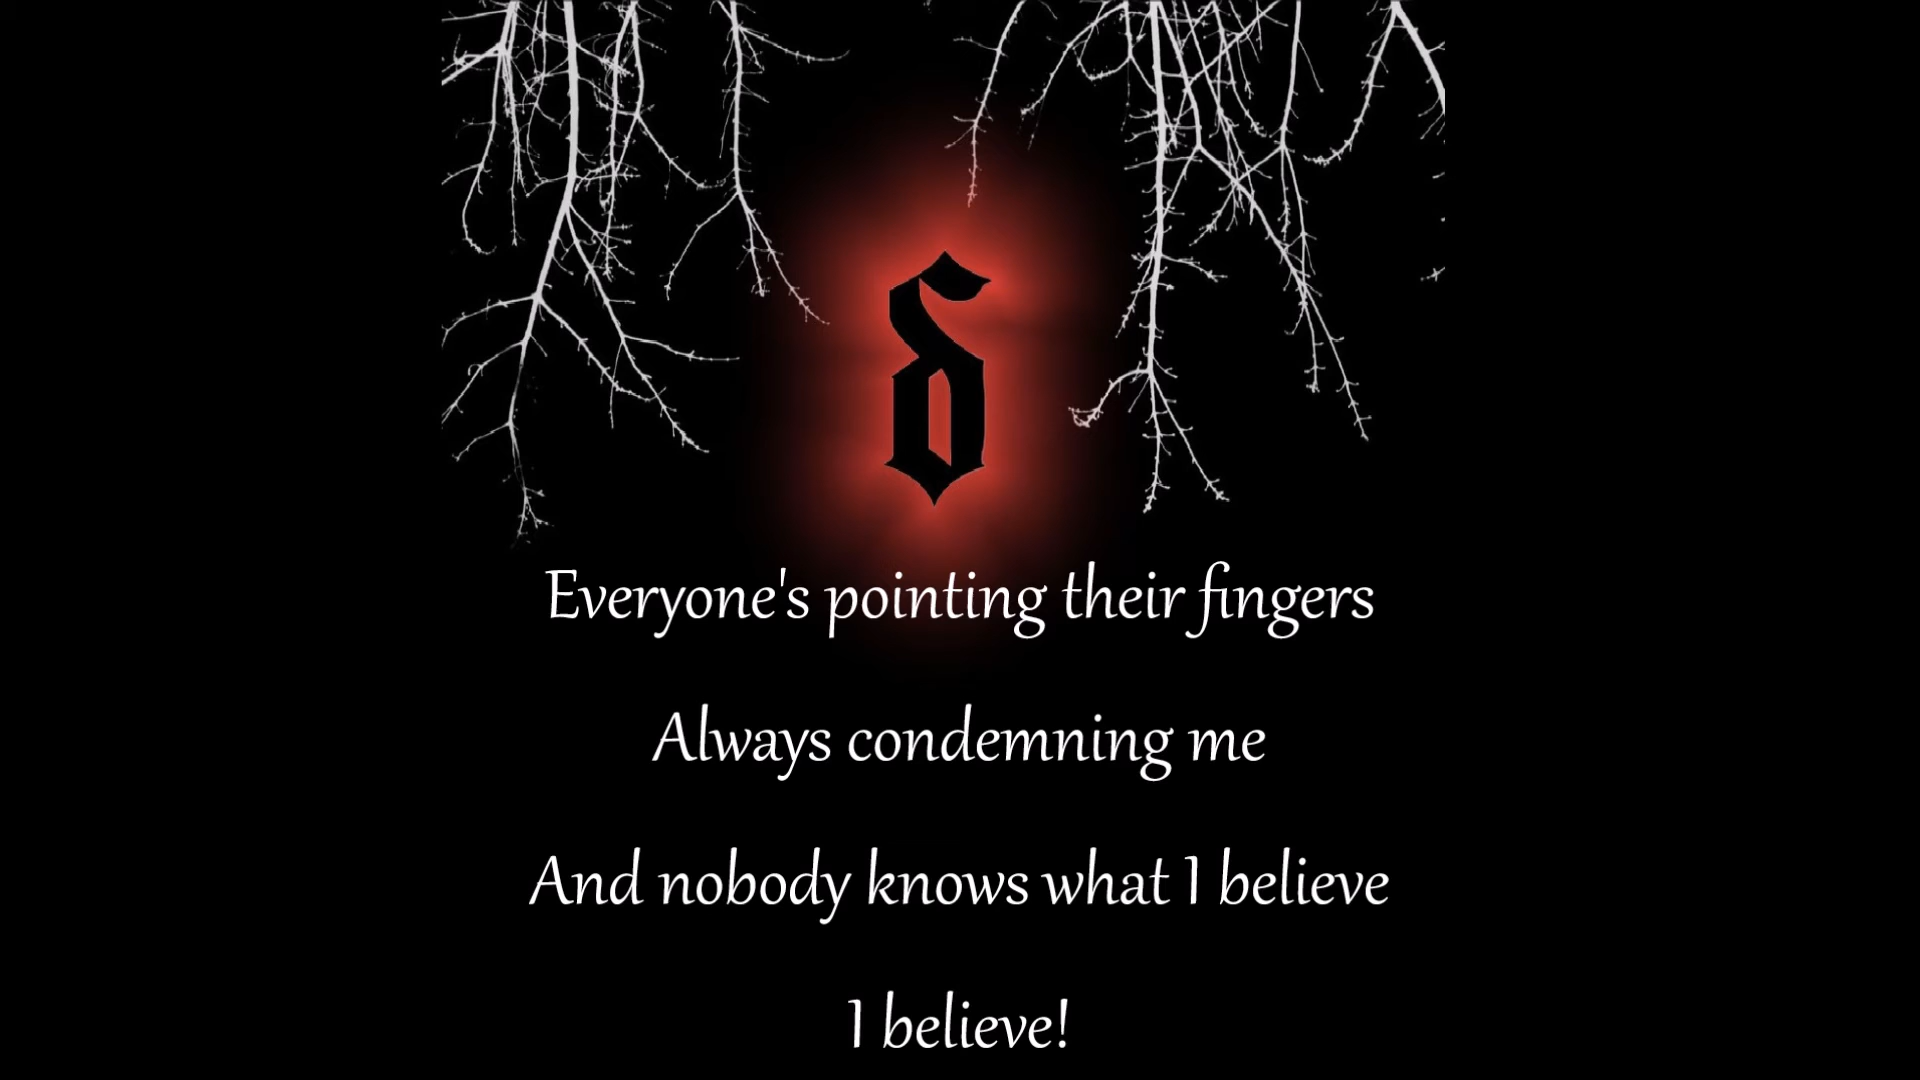 δ
Everyone's pointing their fingers
Always condemning me
And nobody knows what I believe
I believe!